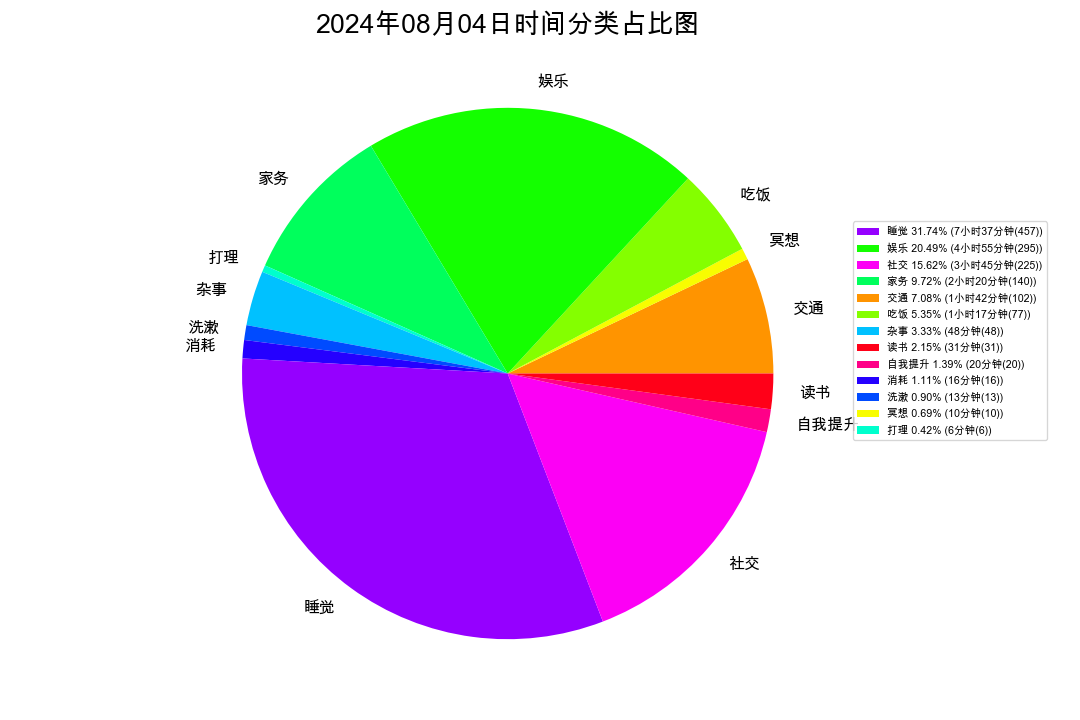 2024年08月04日时间分类占比图
娱乐
家务
吃饭
冥想
打理
杂事
交通
洗漱
消耗
读书
自我提升
社交
睡觉
睡觉 31.74% (7小时37分钟(457))
娱乐 20.49% (4小时55分钟(295))
社交 15.62% (3小时45分钟(225))
家务 9.72% (2小时20分钟(140))
交通 7.08% (1小时42分钟(102))
吃饭 5.35% (1小时17分钟(77))
杂事 3.33% (48分钟(48))
读书 2.15% (31分钟(31))
自我提升 1.39% (20分钟(20))
消耗 1.11% (16分钟(16))
洗漱 0.90% (13分钟(13))
冥想 0.69% (10分钟(10))
打理 0.42% (6分钟(6))